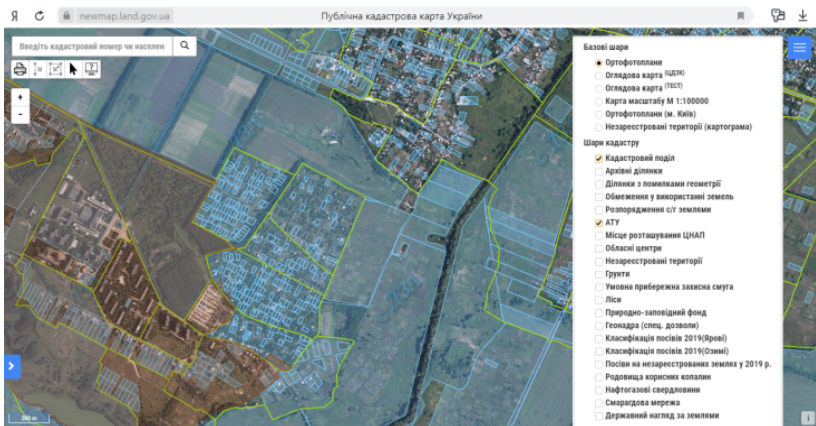 Я
newmap.land.gov.ua
Публічна кадастрова карта України
Введіть кадастровий номер чи населен
+
-
Базові шари
Ортофотоплани
Оглядова карта (ЦДЗК)
Оглядова карта (ТЕСТ)
Карта масштабу М 1:100000
Ортофотоплани (м. Київ)
Незареєстровані території (картограма)
Шари кадастру
Кадастровий поділ
Архівні ділянки
Ділянки з помилками геометрії
Обмеження у використанні земель
Розпорядження с/г землями
АТУ
Місце розташування ЦНАП
Обласні центри
Незареєстровані території
Грунти
Умовна прибережна захисна смуга
Ліси
Природно-заповідний фонд
Геонадра (спец. дозволи)
Класифікація посівів 2019(Ярові)
Класифікація посівів 2019(Озимі)
Посіви на незареєстрованих землях у 2019 р.
Родовища корисних копалин
Нафтогазові свердловини
Смарагдова мережа
Державний нагляд за землями
200 m
i